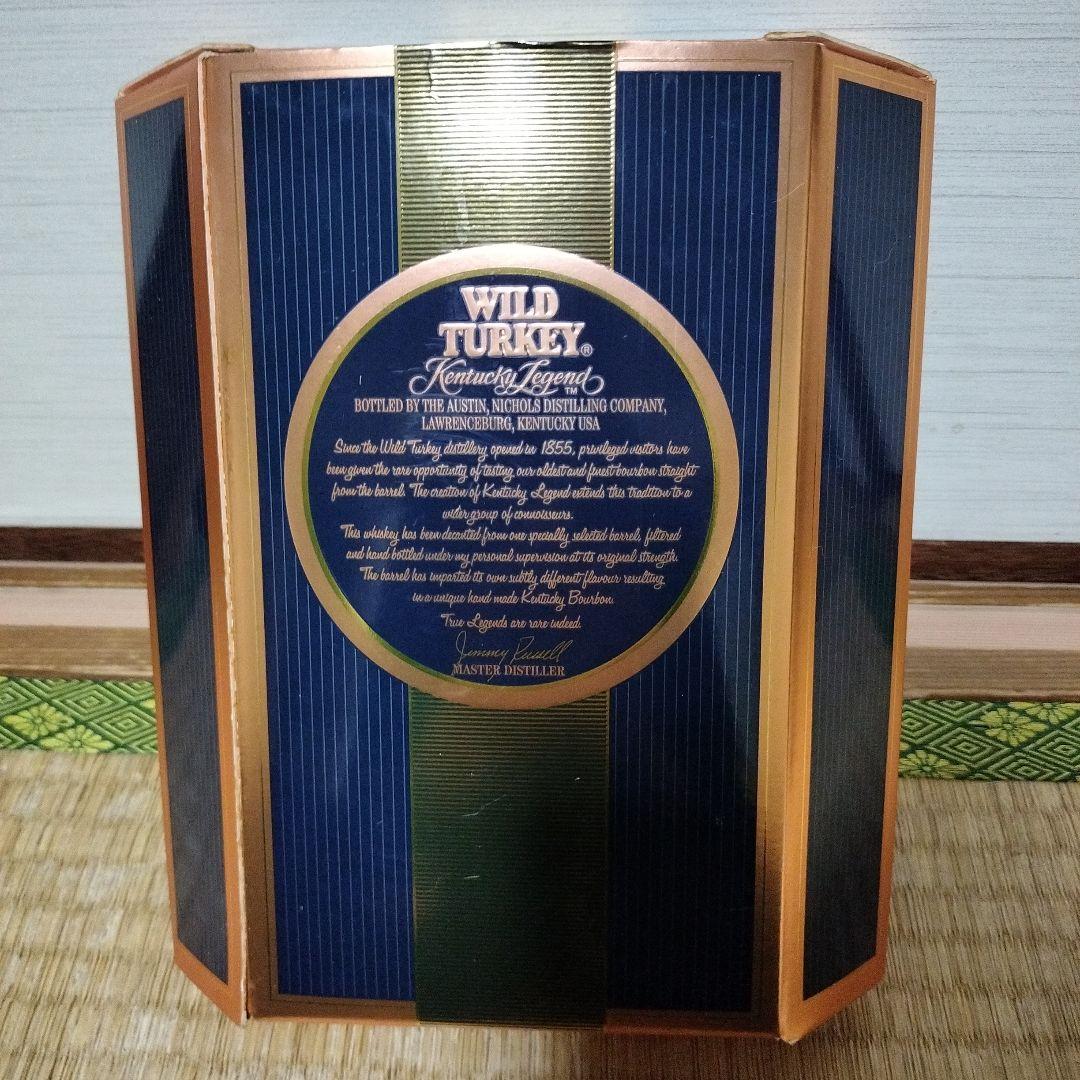 WILD
TURKEY®
Kentucky Legend™
BOTTLED BY THE AUSTIN, NICHOLS DISTILLING COMPANY,
LAWRENCEBURG, KENTUCKY USA
Since the Wild Turkey distillery opened in 1855, privileged visitors have
been given the rare opportunity of tasting our oldest and finest bourbon straight
from the barrel. The creation of Kentucky Legend extends this tradition to a
wider group of connoisseurs.
This whiskey has been decanted from one specially selected barrel, filtered
and hand bottled under my personal supervision at its original strength.
The barrel has imparted its own subtly different flavour resulting
in a unique hand made Kentucky Bourbon.
True Legends are rare indeed.
Jimmy Russell
MASTER DISTILLER